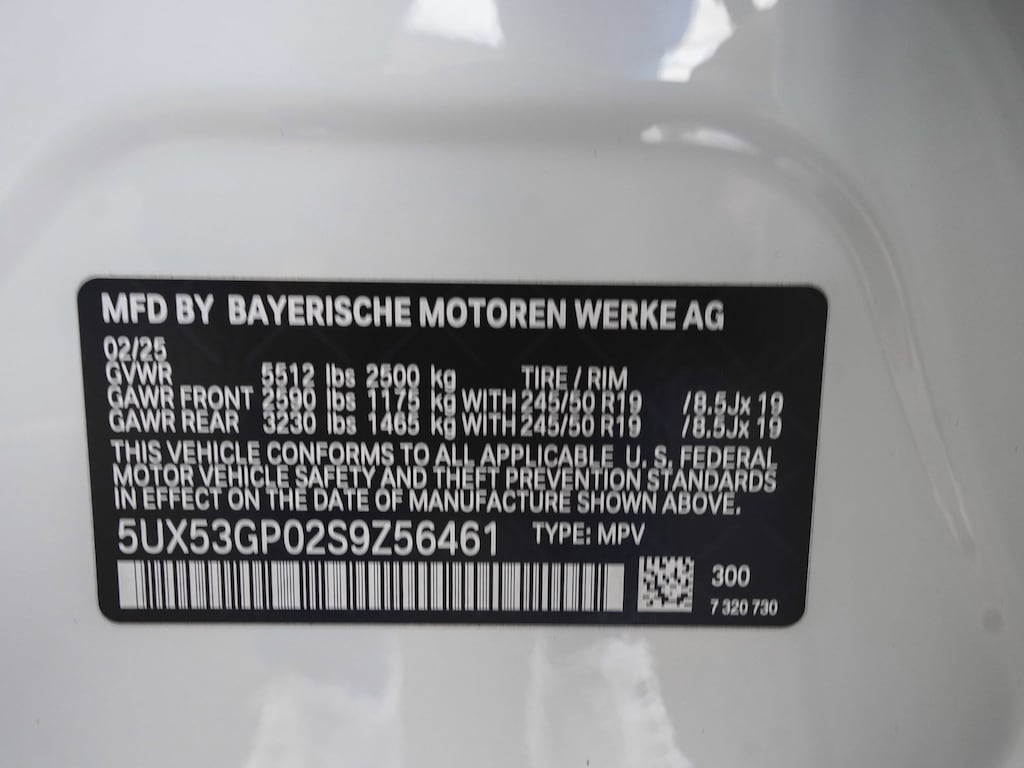 MFD BY BAYERISCHE MOTOREN WERKE AG
02/25
GVWR 5512 lbs 2500 kg TIRE / RIM
GAWR FRONT 2590 lbs 1175 kg WITH 245/50 R19 /8.5Jx 19
GAWR REAR 3230 lbs 1465 kg WITH 245/50 R19 /8.5Jx 19
THIS VEHICLE CONFORMS TO ALL APPLICABLE U. S. FEDERAL
MOTOR VEHICLE SAFETY AND THEFT PREVENTION STANDARDS
IN EFFECT ON THE DATE OF MANUFACTURE SHOWN ABOVE.
5UX53GP02S9Z56461 TYPE: MPV
300
7 320 730